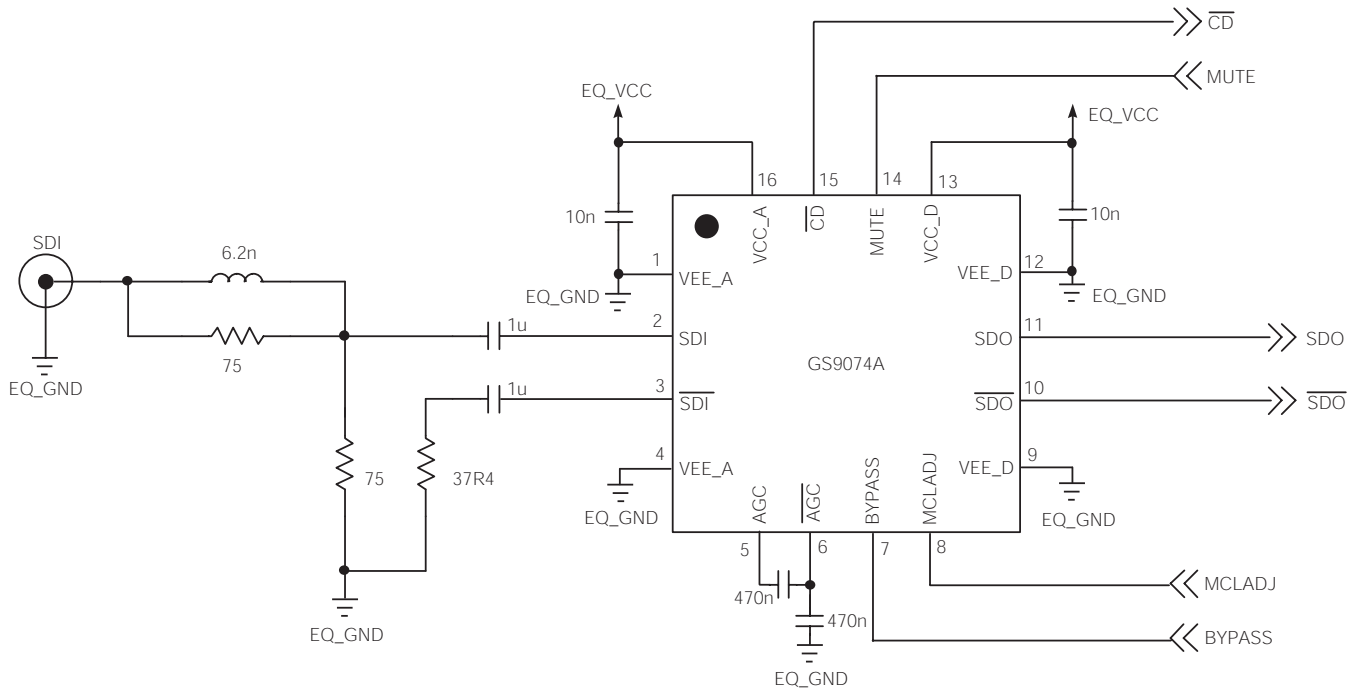 CD
MUTE
EQ_VCC
EQ_VCC
16
15
14
13
10n
10n
VCC_A
CD
MUTE
VCC_D
SDI
6.2n
1
VEE_A
VEE_D
12
EQ_GND
EQ_GND
2
1u
SDI
SDO
11
SDO
75
GS9074A
EQ_GND
3
1u
SDI
SDO
10
SDO
4
VEE_A
VEE_D
9
75
37R4
EQ_GND
EQ_GND
AGC
AGC
BYPASS
MCLADJ
5
6
7
8
470n
MCLADJ
470n
EQ_GND
BYPASS
EQ_GND